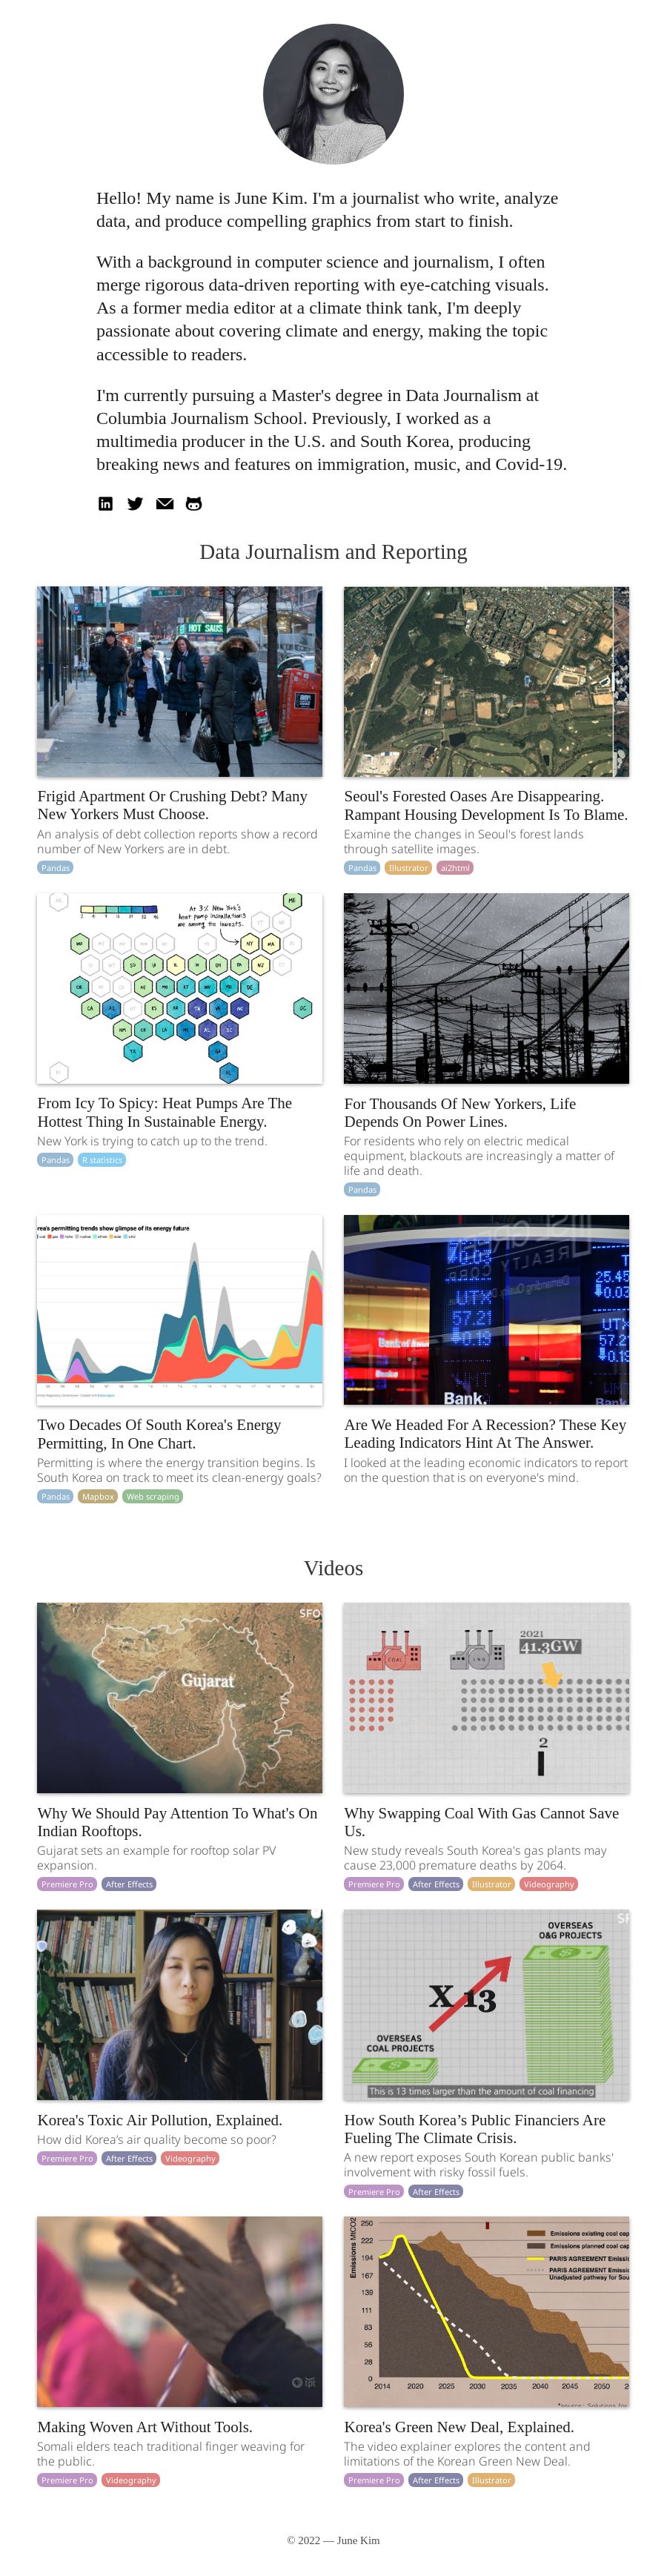 Hello! My name is June Kim. I'm a journalist who write, analyze
data, and produce compelling graphics from start to finish.
With a background in computer science and journalism, I often
merge rigorous data-driven reporting with eye-catching visuals.
As a former media editor at a climate think tank, I'm deeply
passionate about covering climate and energy, making the topic
accessible to readers.
I'm currently pursuing a Master's degree in Data Journalism at
Columbia Journalism School. Previously, I worked as a
multimedia producer in the U.S. and South Korea, producing
breaking news and features on immigration, music, and Covid-19.
Data Journalism and Reporting
HOT SAUS
Frigid Apartment Or Crushing Debt? Many
New Yorkers Must Choose.
An analysis of debt collection reports show a record
number of New Yorkers are in debt.
Pandas
Seoul's Forested Oases Are Disappearing.
Rampant Housing Development Is To Blame.
Examine the changes in Seoul's forest lands
through satellite images.
Pandas Illustrator ai2html
At 3% New York's
heat pump installations
are among the lowest.
From Icy To Spicy: Heat Pumps Are The
Hottest Thing In Sustainable Energy.
New York is trying to catch up to the trend.
Pandas R statistics
For Thousands Of New Yorkers, Life
Depends On Power Lines.
For residents who rely on electric medical
equipment, blackouts are increasingly a matter of
life and death.
Pandas
rea's permitting trends show glimpse of its energy future
Two Decades Of South Korea's Energy
Permitting, In One Chart.
Permitting is where the energy transition begins. Is
South Korea on track to meet its clean-energy goals?
Pandas Mapbox Web scraping
REALTY
CORP
UTX
57.21
0.19
25.45
0.03
UTX
57.2
0.19
Bank.
Are We Headed For A Recession? These Key
Leading Indicators Hint At The Answer.
I looked at the leading economic indicators to report
on the question that is on everyone's mind.
Videos
SFO
Gujarat
Why We Should Pay Attention To What's On
Indian Rooftops.
Gujarat sets an example for rooftop solar PV
expansion.
Premiere Pro After Effects
2021
41.3GW
COAL
LNG
2
Why Swapping Coal With Gas Cannot Save
Us.
New study reveals South Korea's gas plants may
cause 23,000 premature deaths by 2064.
Premiere Pro After Effects Illustrator Videography
Korea's Toxic Air Pollution, Explained.
How did Korea’s air quality become so poor?
Premiere Pro After Effects Videography
SF
OVERSEAS
O&G PROJECTS
X 13
OVERSEAS
COAL PROJECTS
This is 13 times larger than the amount of coal financing
How South Korea’s Public Financiers Are
Fueling The Climate Crisis.
A new report exposes South Korean public banks'
involvement with risky fossil fuels.
Premiere Pro After Effects
tpt
Making Woven Art Without Tools.
Somali elders teach traditional finger weaving for
the public.
Premiere Pro Videography
Emissions MtCO2
250
222
194
167
139
111
83
56
28
0
2014 2020 2025 2030 2035 2040 2045 2050 2
Emissions existing coal cap
Emissions planned coal cap
PARIS AGREEMENT Emissi
PARIS AGREEMENT Emissi
Unadjusted pathway for Sou
Korea's Green New Deal, Explained.
The video explainer explores the content and
limitations of the Korean Green New Deal.
Premiere Pro After Effects Illustrator
© 2022 — June Kim